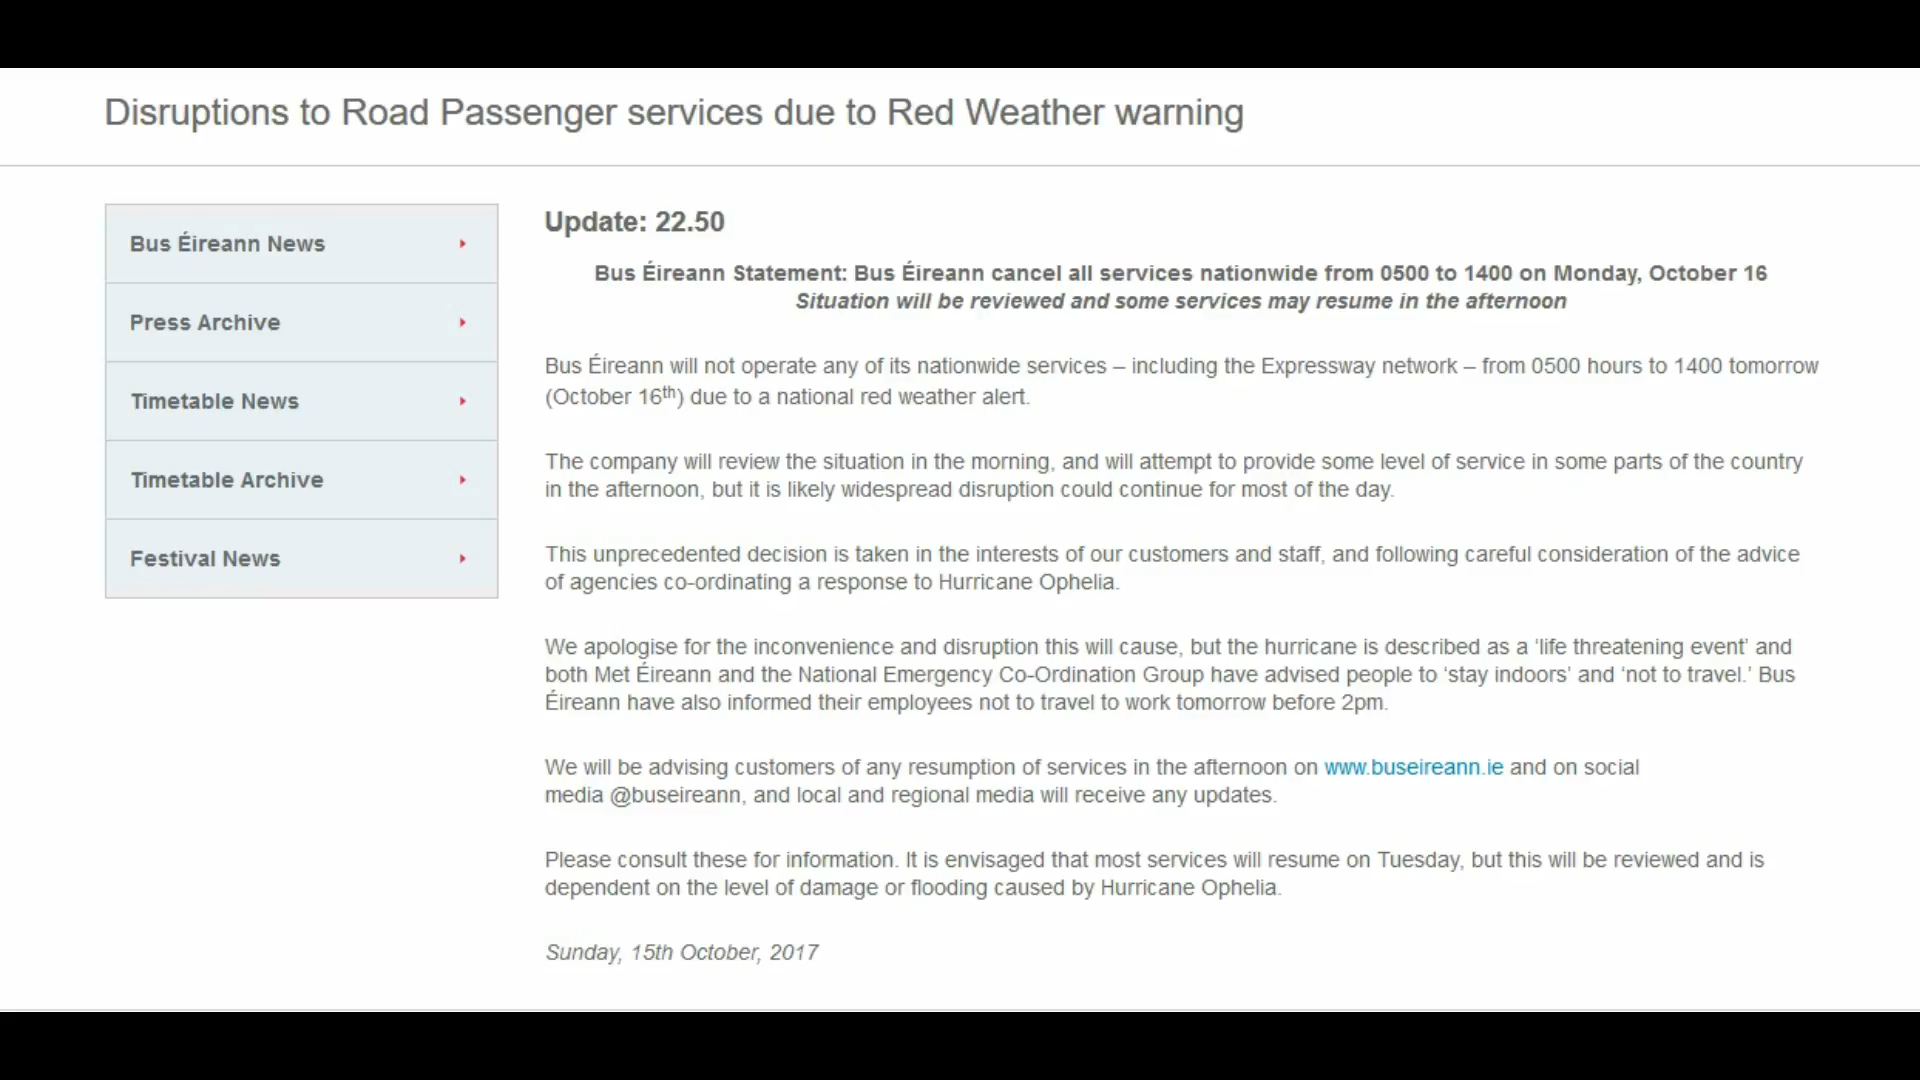 Disruptions to Road Passenger services due to Red Weather warning
Bus Éireann News
Press Archive
Timetable News
Timetable Archive
Festival News
Update: 22.50
Bus Éireann Statement: Bus Éireann cancel all services nationwide from 0500 to 1400 on Monday, October 16
Situation will be reviewed and some services may resume in the afternoon
Bus Éireann will not operate any of its nationwide services – including the Expressway network – from 0500 hours to 1400 tomorrow
(October 16th) due to a national red weather alert.
The company will review the situation in the morning, and will attempt to provide some level of service in some parts of the country
in the afternoon, but it is likely widespread disruption could continue for most of the day.
This unprecedented decision is taken in the interests of our customers and staff, and following careful consideration of the advice
of agencies co-ordinating a response to Hurricane Ophelia.
We apologise for the inconvenience and disruption this will cause, but the hurricane is described as a ‘life threatening event’ and
both Met Éireann and the National Emergency Co-Ordination Group have advised people to ‘stay indoors’ and ‘not to travel.’ Bus
Éireann have also informed their employees not to travel to work tomorrow before 2pm.
We will be advising customers of any resumption of services in the afternoon on www.buseireann.ie and on social
media @buseireann, and local and regional media will receive any updates.
Please consult these for information. It is envisaged that most services will resume on Tuesday, but this will be reviewed and is
dependent on the level of damage or flooding caused by Hurricane Ophelia.
Sunday, 15th October, 2017